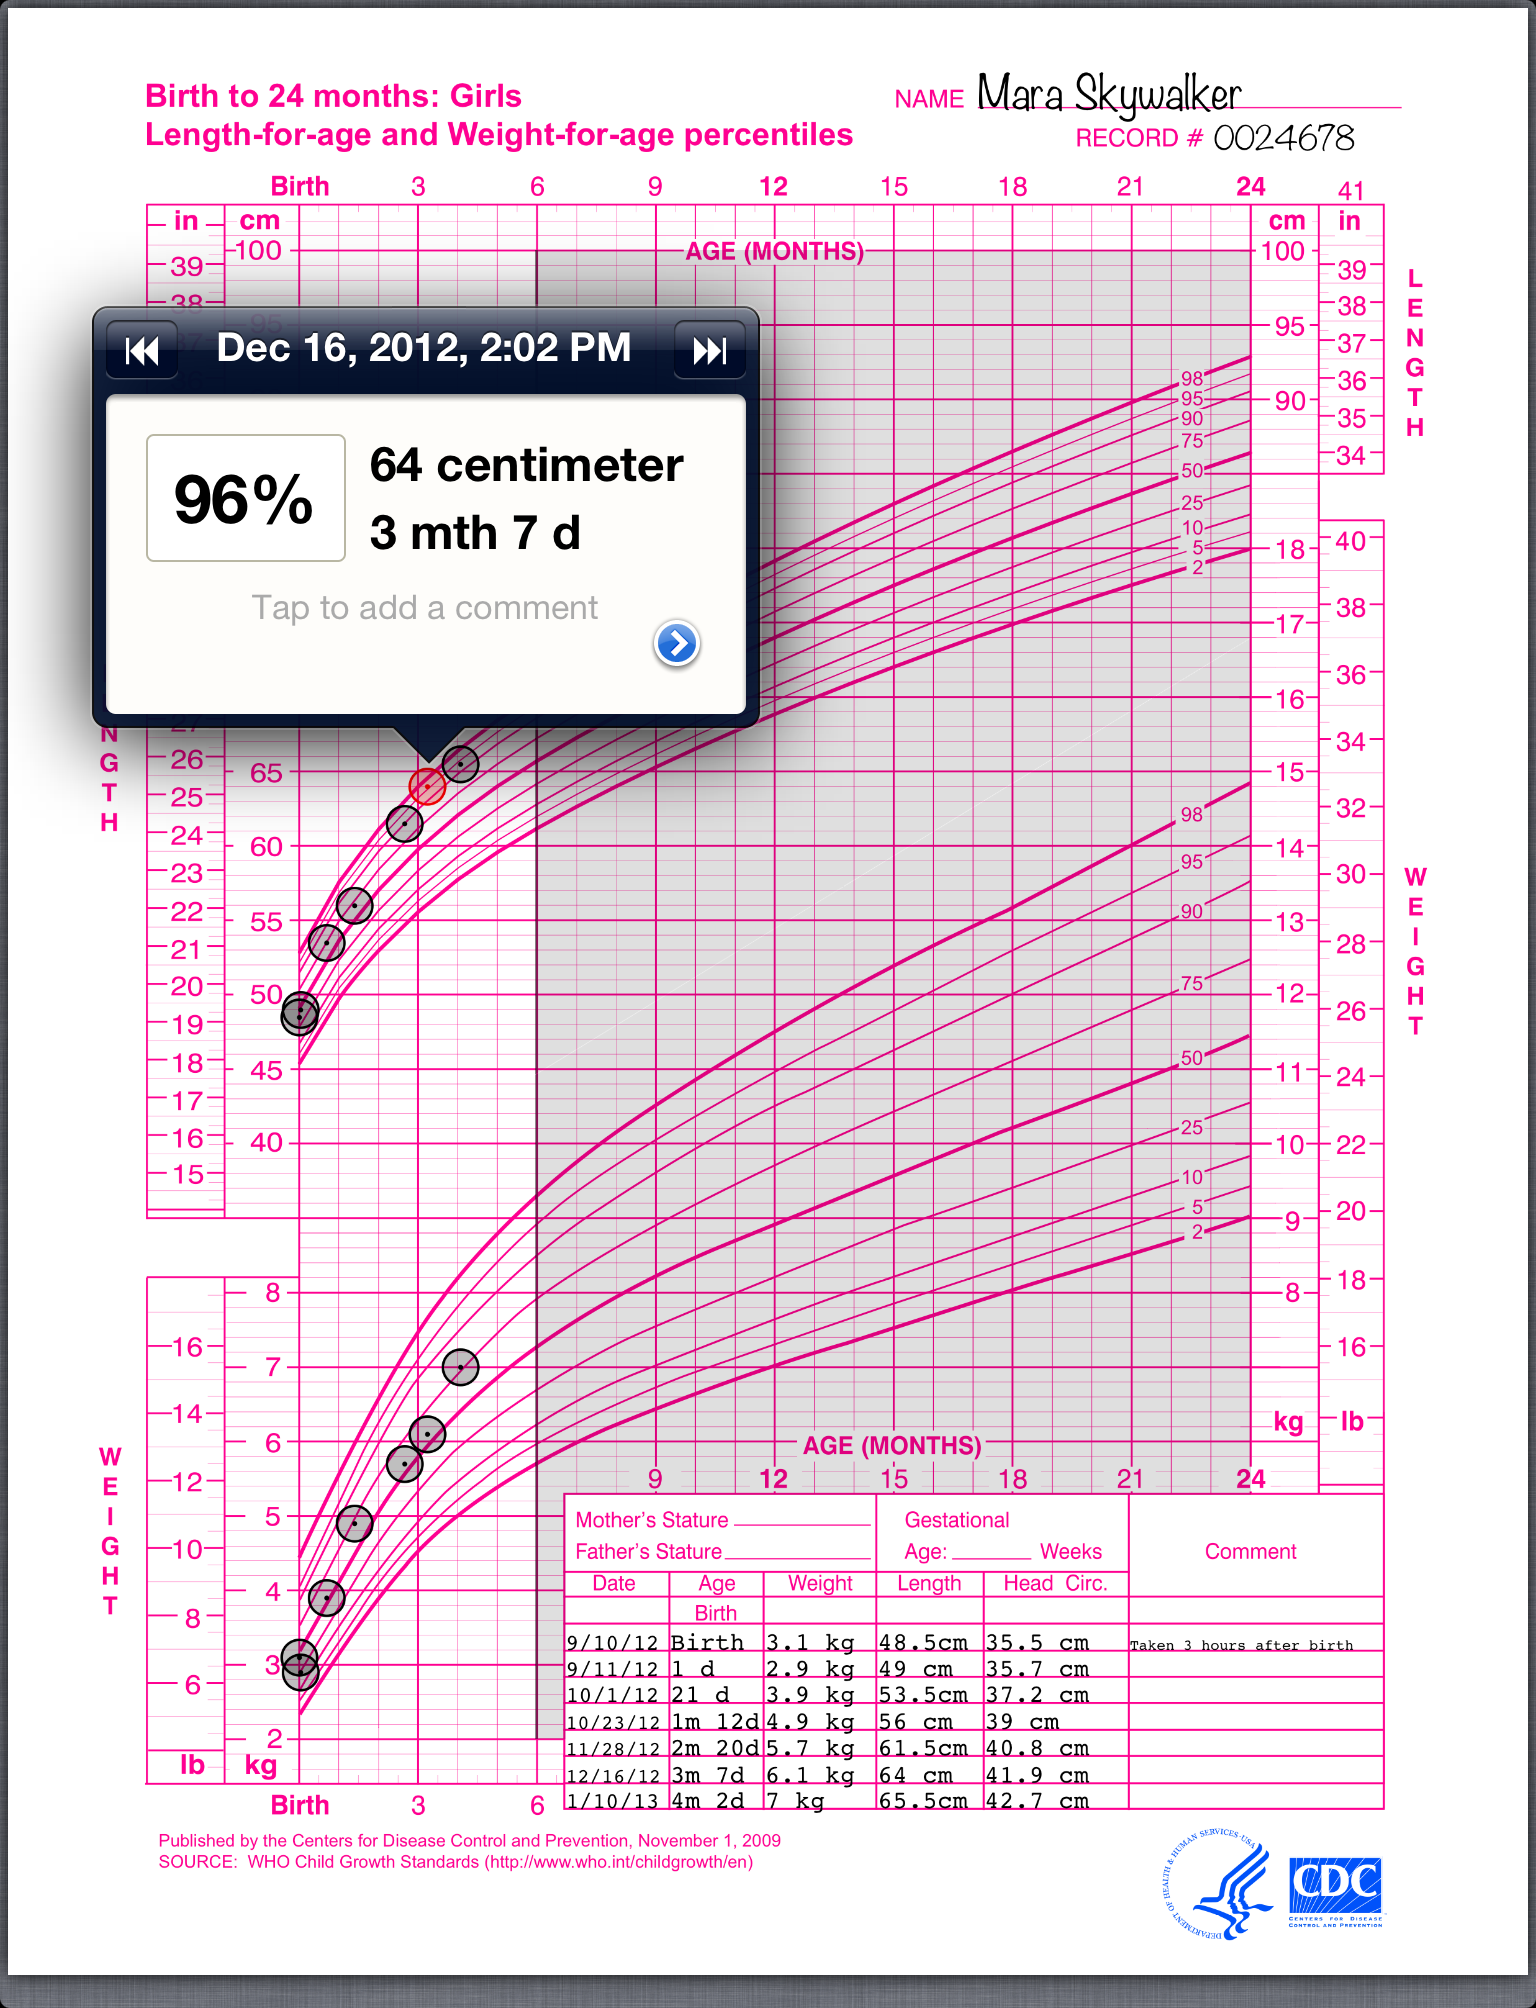 Birth to 24 months: Girls
Length-for-age and Weight-for-age percentiles
NAME Mara Skywalker
RECORD # 0024678
Birth 3 6 9 12 15 18 21 24 41
in cm cm in
AGE (MONTHS)
100 100
39 39
38 38
95 95
37 37
36
35
34
90
LENGTH
98
95
90
75
50
25
10
5
2
Dec 16, 2012, 2:02 PM
96%
64 centimeter
3 mth 7 d
Tap to add a comment
18 40
38
17
36
16
34
15
32
14
30
13
28
12
26
11
24
10
22
9
20
8
18
16
kg lb
WEIGHT
NGTH
27
26 65
25
24 60
23
22 55
21
20 50
19
18 45
17
16 40
15
98
95
90
75
50
25
10
5
2
8
16 7
14 6
12 5
10
4
8
3
6
2
lb kg
WEIGHT
AGE (MONTHS)
9 12 15 18 21 24
Birth 3 6
Mother's Stature Gestational
Father's Stature Age: Weeks Comment
Date Age Weight Length Head Circ.
Birth
9/10/12 Birth 3.1 kg 48.5cm 35.5 cm Taken 3 hours after birth
9/11/12 1 d 2.9 kg 49 cm 35.7 cm
10/1/12 21 d 3.9 kg 53.5cm 37.2 cm
10/23/12 1m 12d 4.9 kg 56 cm 39 cm
11/28/12 2m 20d 5.7 kg 61.5cm 40.8 cm
12/16/12 3m 7d 6.1 kg 64 cm 41.9 cm
1/10/13 4m 2d 7 kg 65.5cm 42.7 cm
Published by the Centers for Disease Control and Prevention, November 1, 2009
SOURCE: WHO Child Growth Standards (http://www.who.int/childgrowth/en)
DEPARTMENT OF HEALTH & HUMAN SERVICES·USA
CDC
CENTERS FOR DISEASE
CONTROL AND PREVENTION